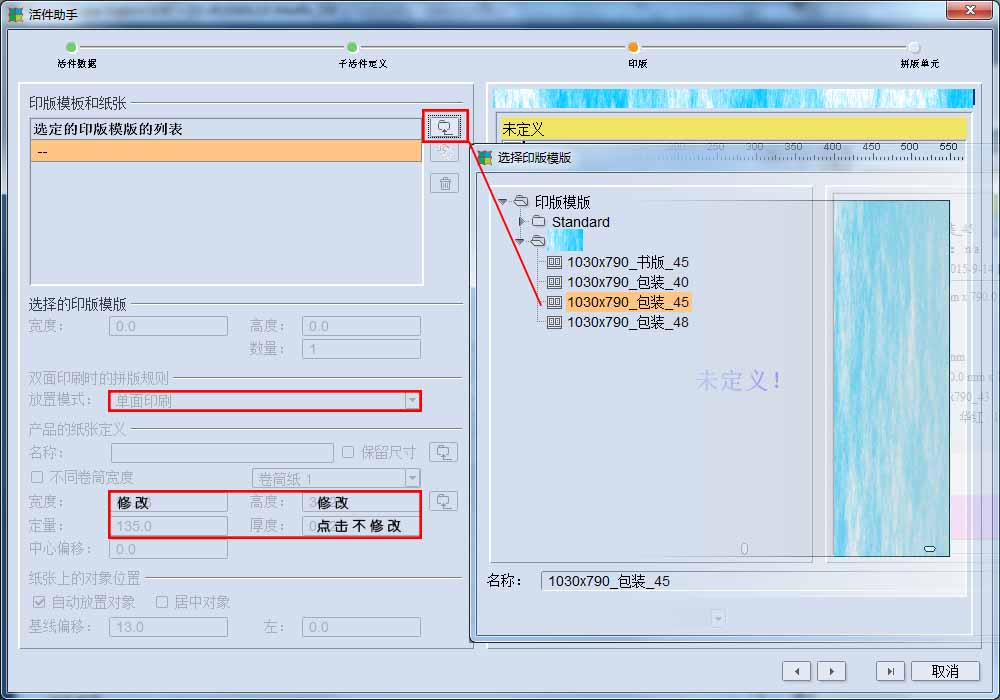 活件助手
活件数据 子活件定义 印版 拼版单元
印版模板和纸张
选定的印版模版的列表
--
选择的印版模版
宽度： 0.0 高度： 0.0
数量： 1
双面印刷时的拼版规则
放置模式： 单面印刷
产品的纸张定义
名称： 保留尺寸
不同卷筒宽度 卷筒纸 1
宽度： 修改 高度： 修改
定量： 135.0 厚度： 点击不修改
中心偏移： 0.0
纸张上的对象位置
自动放置对象 居中对象
基线偏移： 13.0 左： 0.0
未定义
250 300 350 400 450 500 550
选择印版模版
印版模版
Standard
1030x790_书版_45
1030x790_包装_40
1030x790_包装_45
1030x790_包装_48
未定义！
0
名称： 1030x790_包装_45
取消